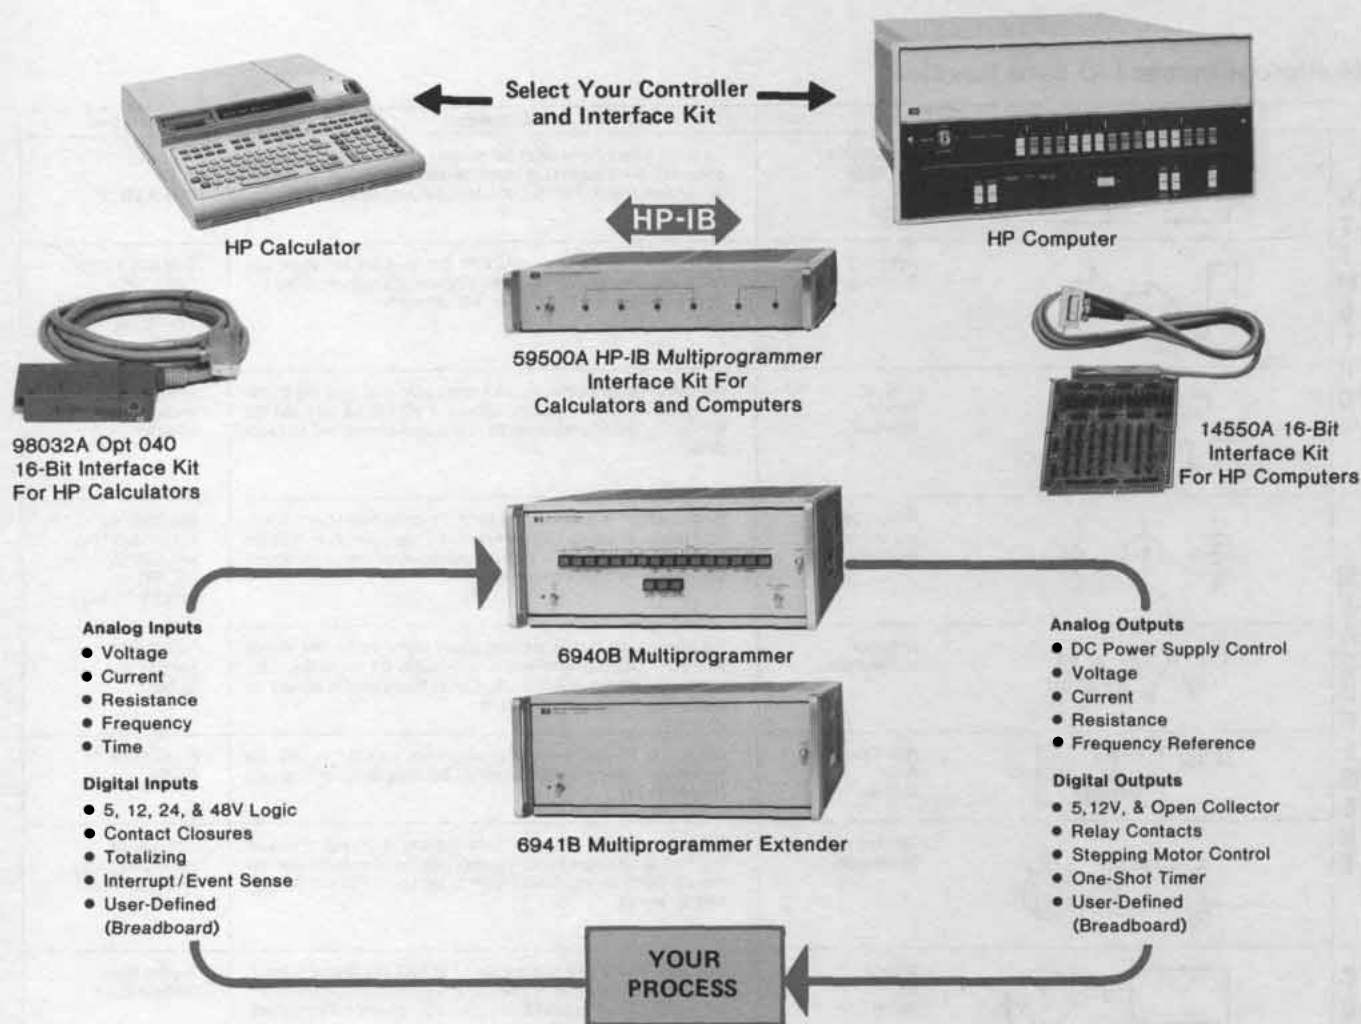 Select Your Controller
and Interface Kit
HP Calculator
HP-IB
HP Computer
59500A HP-IB Multiprogrammer
Interface Kit For
Calculators and Computers
98032A Opt 040
16-Bit Interface Kit
For HP Calculators
14550A 16-Bit
Interface Kit
For HP Computers
6940B Multiprogrammer
6941B Multiprogrammer Extender
Analog Inputs
● Voltage
● Current
● Resistance
● Frequency
● Time
Digital Inputs
● 5, 12, 24, & 48V Logic
● Contact Closures
● Totalizing
● Interrupt/Event Sense
● User-Defined
(Breadboard)
Analog Outputs
● DC Power Supply Control
● Voltage
● Current
● Resistance
● Frequency Reference
Digital Outputs
● 5,12V, & Open Collector
● Relay Contacts
● Stepping Motor Control
● One-Shot Timer
● User-Defined
(Breadboard)
YOUR
PROCESS